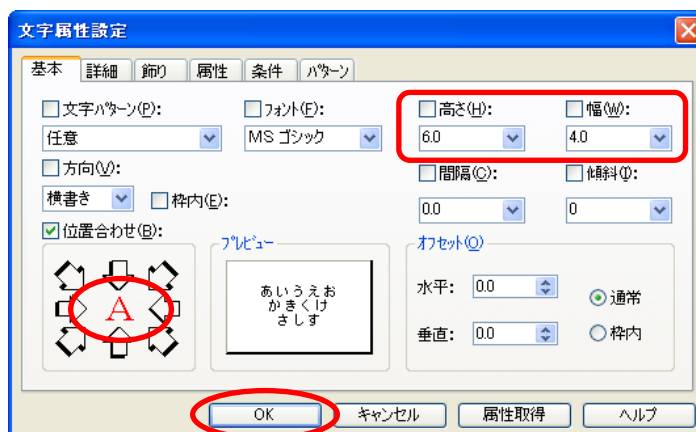 文字属性設定
基本 詳細 飾り 属性 条件 パターン
文字パターン(P): フォント(F): 高さ(H): 幅(W):
任意 MS ゴシック 6.0 4.0
方向(V): 間隔(C): 傾斜(I):
横書き 枠内(E): 0.0 0
位置合わせ(B): プレビュー オフセット(O)
A
あいうえお
かきくけ
さしす
水平: 0.0 通常
垂直: 0.0 枠内
OK キャンセル 属性取得 ヘルプ